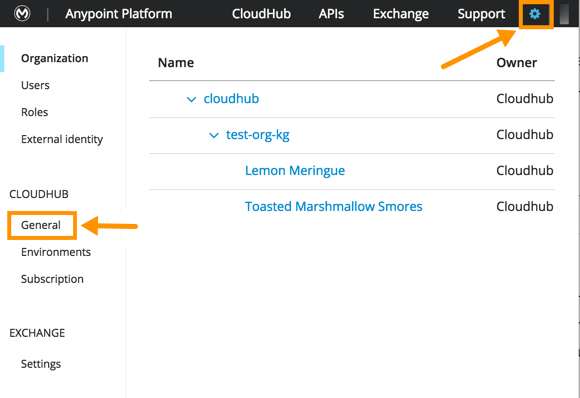 Anypoint Platform CloudHub APIs Exchange Support
Organization
Users
Roles
External identity
CLOUDHUB
General
Environments
Subscription
EXCHANGE
Settings
Name Owner
cloudhub Cloudhub
test-org-kg Cloudhub
Lemon Meringue Cloudhub
Toasted Marshmallow Smores Cloudhub